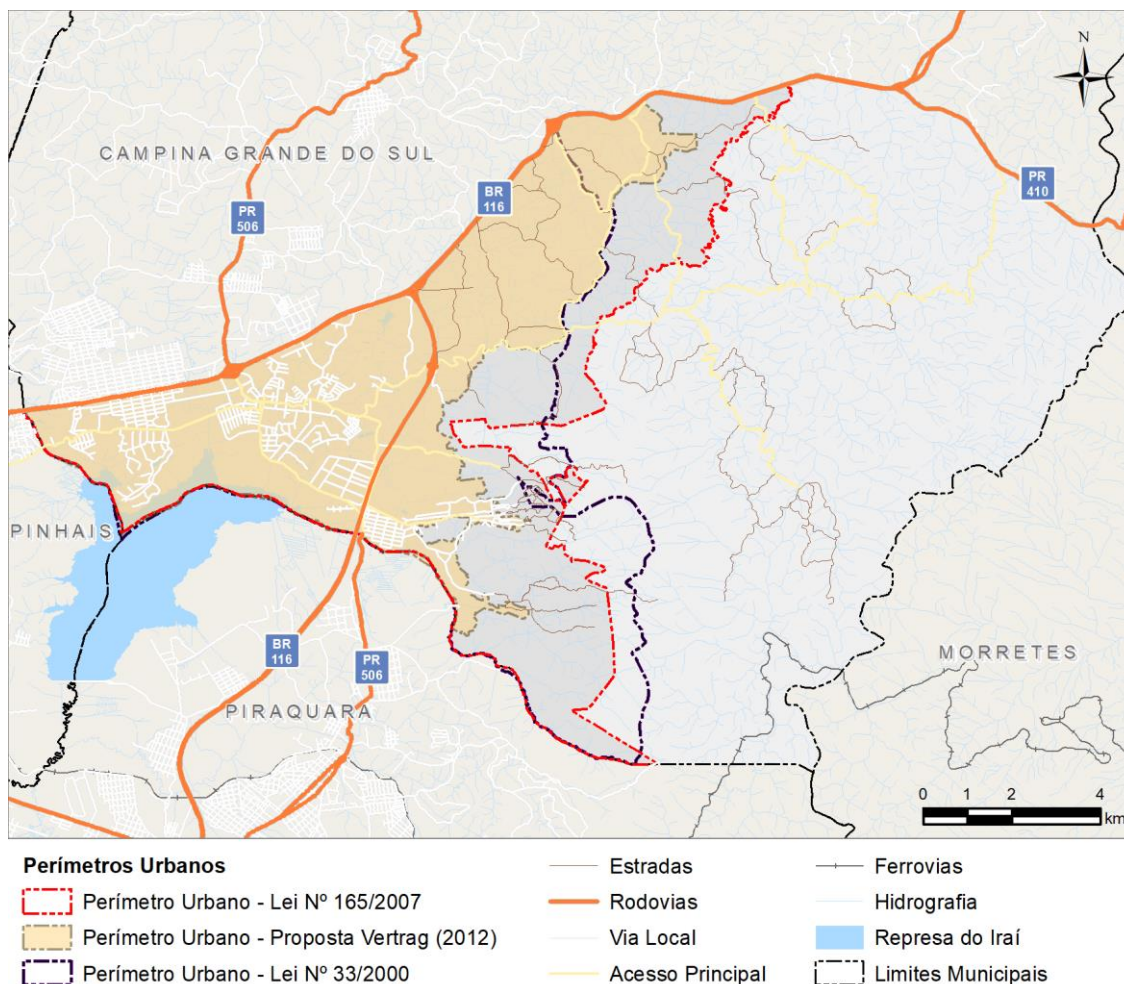 N
CAMPINA GRANDE DO SUL
BR
116
PR
410
PR
506
PINHAIS
BR
116
PR
506
PIRAQUARA
MORRETES
0 1 2 4
km
Perímetros Urbanos
Perímetro Urbano - Lei Nº 165/2007
Perímetro Urbano - Proposta Vertrag (2012)
Perímetro Urbano - Lei Nº 33/2000
Estradas
Rodovias
Via Local
Acesso Principal
Ferrovias
Hidrografia
Represa do Iraí
Limites Municipais